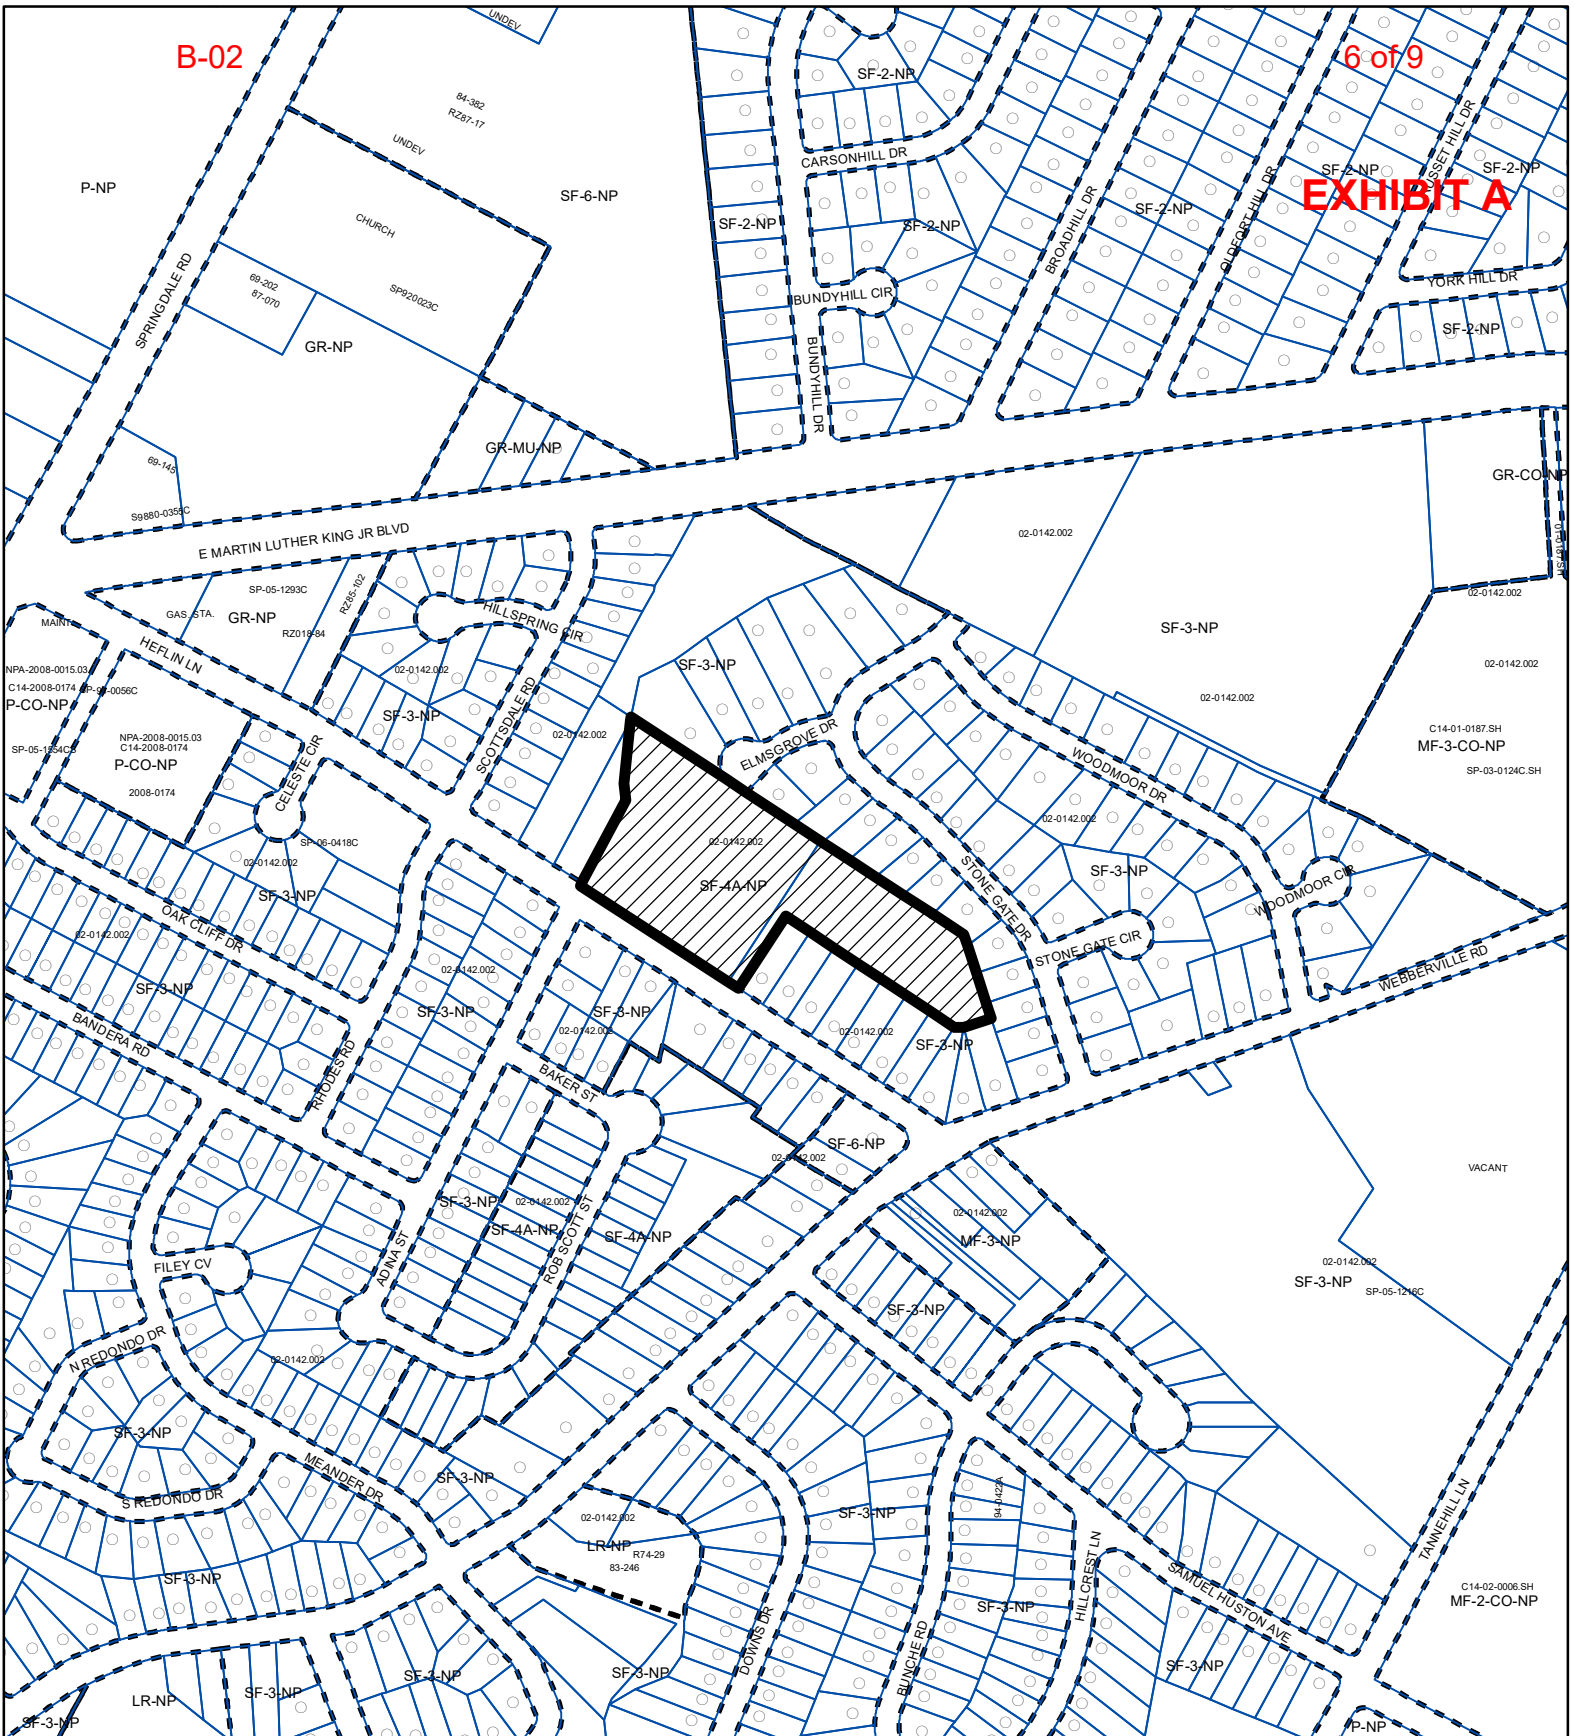 B-02
6 of 9
EXHIBIT A
UNDEV
84-382
RZ87-17
UNDEV
P-NP
SF-6-NP
CHURCH
SPRINGDALE RD
69-202
87-070
SP920023C
GR-NP
GR-MU-NP
69-145
S9880-0355C
E MARTIN LUTHER KING JR BLVD
SF-2-NP
CARSONHILL DR
SF-2-NP
SF-2-NP
BUNDYHILL CIR
BUNDYHILL DR
BROADHILL DR
SF-2-NP
OLDFORT HILL DR
SF-2-NP
SF-2-NP
YORK HILL DR
SF-2-NP
GR-CO-NP
02-0142.002
02-0142.002
SP-05-1293C
GAS. STA.
GR-NP
RZ018-84
RZ85-102
MAINT
HEFLIN LN
HILLSPRING CIR
02-0142.002
SF-3-NP
SCOTTSDALE RD
02-0142.002
SF-3-NP
ELMSGROVE DR
SF-3-NP
02-0142.002
02-0142.002
C14-01-0187.SH
MF-3-CO-NP
SP-03-0124C.SH
NPA-2008-0015.03
C14-2008-0174
P-CO-NP
NPA-2008-0015.03
C14-2008-0174
P-CO-NP
2008-0174
CELESTE CIR
SP-06-0418C
02-0142.002
SF-3-NP
OAK CLIFF DR
02-0142.002
SF-3-NP
BANDERA RD
RHODES RD
02-0142.002
SF-3-NP
02-0142.002
SF-4A-NP
WOODMOOR DR
02-0142.002
SF-3-NP
STONE GATE DR
STONE GATE CIR
WOODMOOR CIR
WEBBERVILLE RD
SF-3-NP
02-0142.002
02-0142.002
SF-3-NP
BAKER ST
SF-6-NP
02-0142.002
VACANT
SF-3-NP
02-0142.002
SF-4A-NP
ROB SCOTT ST
SF-4A-NP
ADINA ST
FILEY CV
02-0142.002
MF-3-NP
SF-3-NP
02-0142.002
SF-3-NP
SP-05-1216C
N REDONDO DR
02-0142.002
SF-3-NP
S REDONDO DR
MEANDER DR
SF-3-NP
SF-3-NP
02-0142.002
LR-NP
R74-29
83-246
SF-3-NP
94-0422A
HILLCREST LN
TANNEHILL LN
SAMUEL HUSTON AVE
C14-02-0006.SH
MF-2-CO-NP
SF-3-NP
SF-3-NP
DOWNS DR
BUNCHE RD
SF-3-NP
SF-3-NP
LR-NP
SF-3-NP
SF-3-NP
P-NP